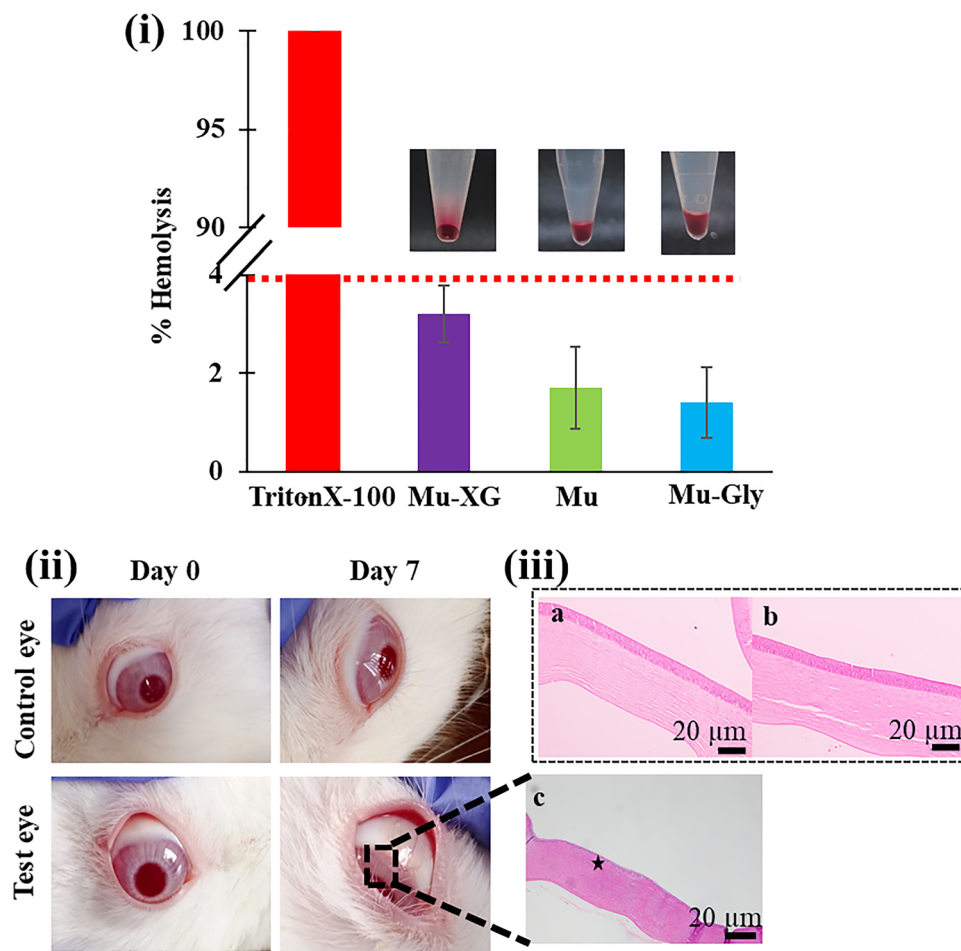 (i)
100
95
90
4
2
0
% Hemolysis
TritonX-100 Mu-XG Mu Mu-Gly
(ii)
Day 0 Day 7
Control eye
Test eye
(iii)
a b
20 µm 20 µm
c
20 µm